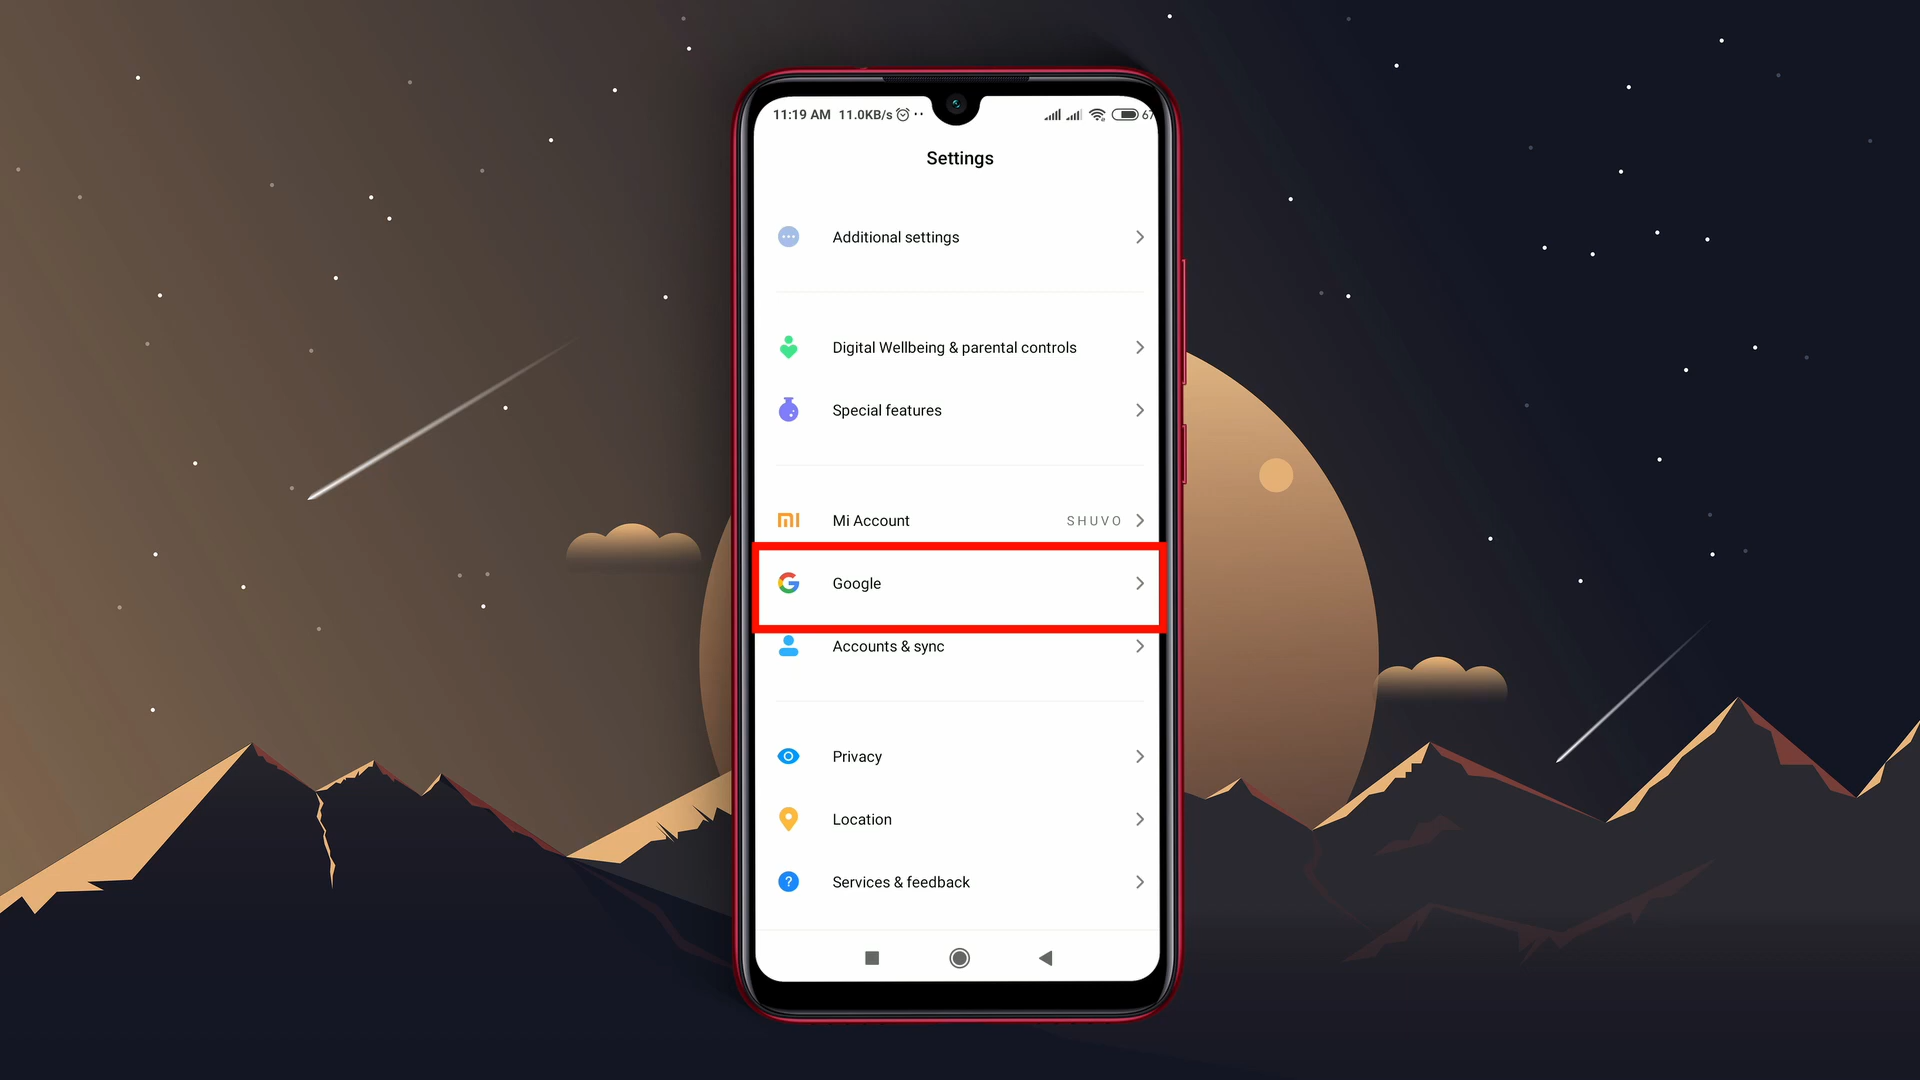 11:19 AM 11.0KB/s 67
Settings
Additional settings
Digital Wellbeing & parental controls
Special features
Mi Account SHUVO
Google
Accounts & sync
Privacy
Location
Services & feedback